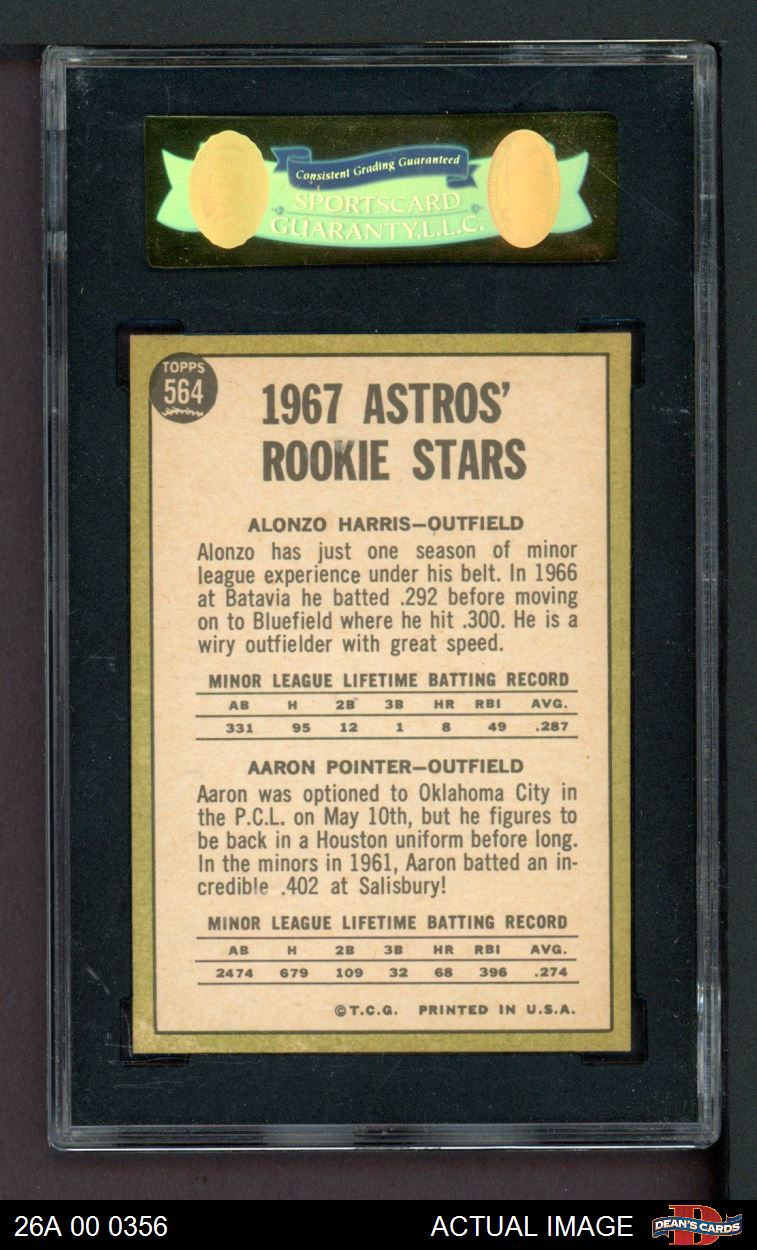 Consistent Grading Guaranteed
SPORTSCARD
GUARANTY, L.L.C.
TOPPS
564
1967 ASTROS'
ROOKIE STARS
ALONZO HARRIS—OUTFIELD
Alonzo has just one season of minor
league experience under his belt. In 1966
at Batavia he batted .292 before moving
on to Bluefield where he hit .300. He is a
wiry outfielder with great speed.
MINOR LEAGUE LIFETIME BATTING RECORD
AB H 2B 3B HR RBI AVG.
331 95 12 1 8 49 .287
AARON POINTER—OUTFIELD
Aaron was optioned to Oklahoma City in
the P.C.L. on May 10th, but he figures to
be back in a Houston uniform before long.
In the minors in 1961, Aaron batted an in-
credible .402 at Salisbury!
MINOR LEAGUE LIFETIME BATTING RECORD
AB H 2B 3B HR RBI AVG.
2474 679 109 32 68 396 .274
©T.C.G. PRINTED IN U.S.A.
26A 00 0356
ACTUAL IMAGE
DEAN'S CARDS